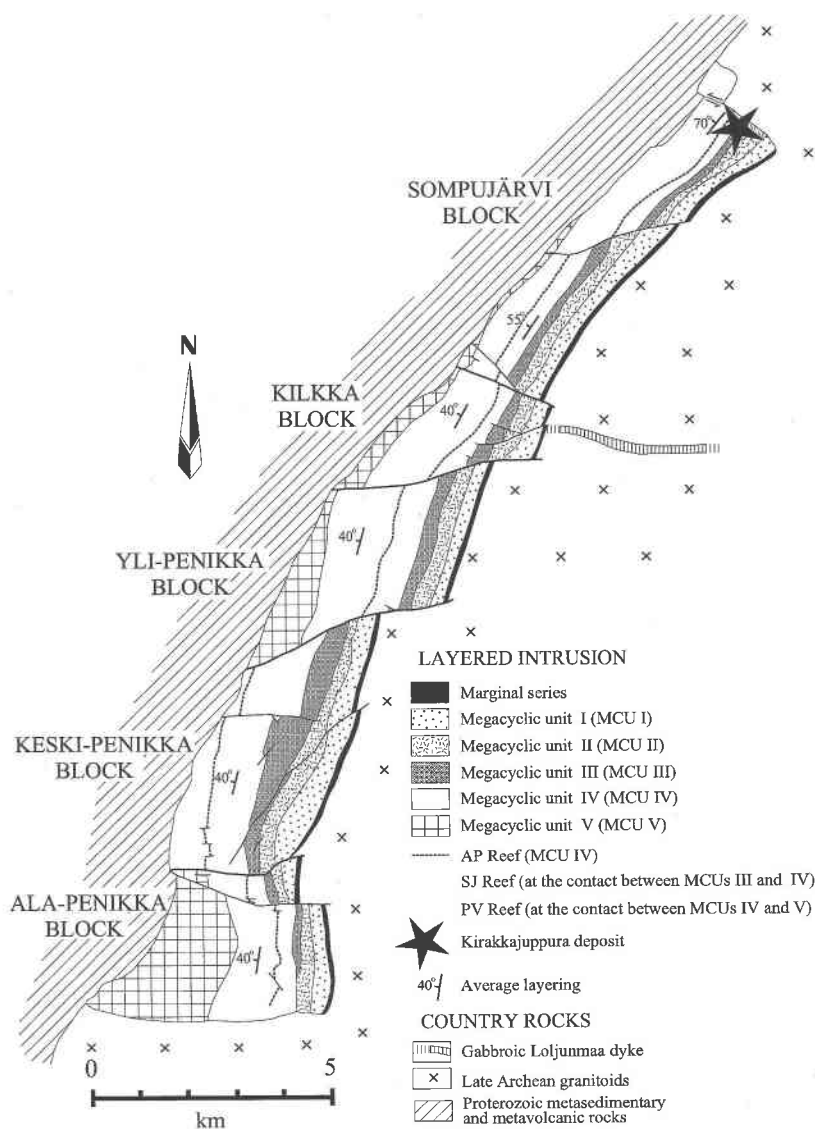 70°
SOMPUJÄRVI
BLOCK
55°
N
KILKKA
BLOCK
40°
40°
YLI-PENIKKA
BLOCK
LAYERED INTRUSION
Marginal series
Megacyclic unit I (MCU I)
Megacyclic unit II (MCU II)
Megacyclic unit III (MCU III)
Megacyclic unit IV (MCU IV)
Megacyclic unit V (MCU V)
AP Reef (MCU IV)
SJ Reef (at the contact between MCUs III and IV)
PV Reef (at the contact between MCUs IV and V)
Kirakkajuppura deposit
40° Average layering
COUNTRY ROCKS
Gabbroic Loljunmaa dyke
Late Archean granitoids
Proterozoic metasedimentary
and metavolcanic rocks
KESKI-PENIKKA
BLOCK
40°
ALA-PENIKKA
BLOCK
40°
0 5
km